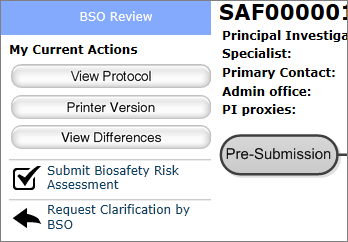 BSO Review
My Current Actions
View Protocol
Printer Version
View Differences
Submit Biosafety Risk
Assessment
Request Clarification by
BSO
SAF000001
Principal Investiga
Specialist:
Primary Contact:
Admin office:
PI proxies:
Pre-Submission